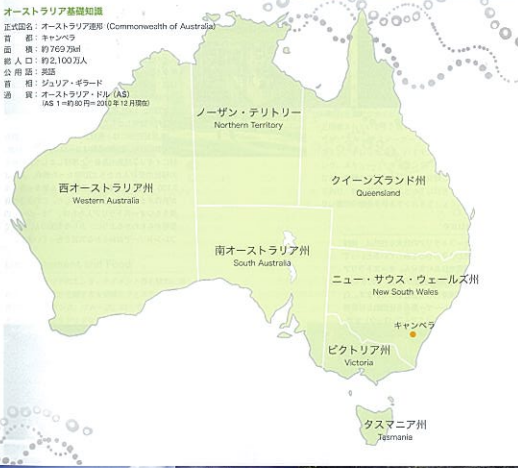 オーストラリア基礎知識
正式国名：オーストラリア連邦（Commonwealth of Australia）
首　都：キャンベラ
面　積：約769万km²
総人口：約2,100万人
公用語：英語
首　相：ジュリア・ギラード
通　貨：オーストラリア・ドル（A$）
（A$ 1＝約80円＝2010年12月現在）
ノーザン・テリトリー
Northern Territory
クイーンズランド州
Queensland
西オーストラリア州
Western Australia
南オーストラリア州
South Australia
ニュー・サウス・ウェールズ州
New South Wales
キャンベラ
ビクトリア州
Victoria
タスマニア州
Tasmania